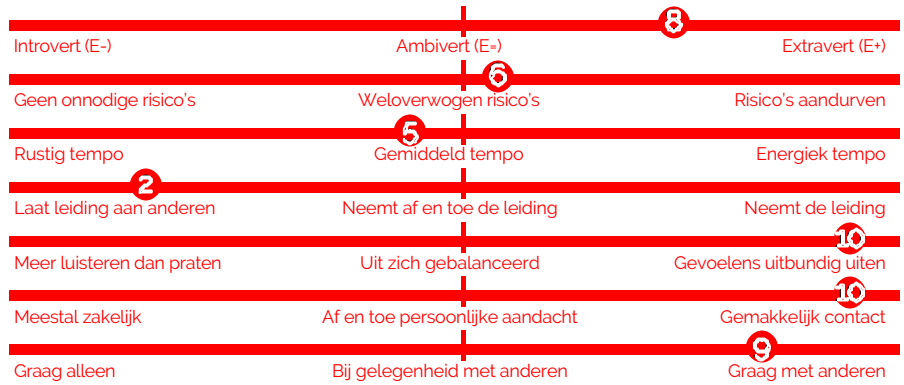 8
Introvert (E-) Ambivert (E=) Extravert (E+)
6
Geen onnodige risico's Weloverwogen risico's Risico's aandurven
5
Rustig tempo Gemiddeld tempo Energiek tempo
2
Laat leiding aan anderen Neemt af en toe de leiding Neemt de leiding
10
Meer luisteren dan praten Uit zich gebalanceerd Gevoelens uitbundig uiten
10
Meestal zakelijk Af en toe persoonlijke aandacht Gemakkelijk contact
9
Graag alleen Bij gelegenheid met anderen Graag met anderen